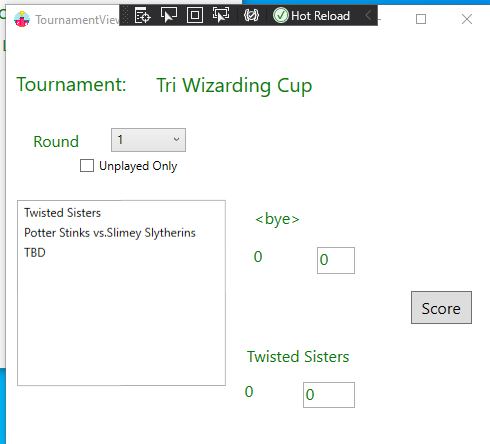 TournamentView
Hot Reload
Tournament: Tri Wizarding Cup
Round 1
Unplayed Only
Twisted Sisters
Potter Stinks vs.Slimey Slytherins
TBD
<bye>
0 0
Score
Twisted Sisters
0 0